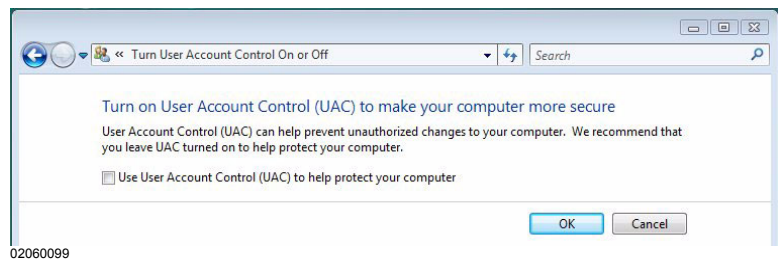 « Turn User Account Control On or Off
Search
Turn on User Account Control (UAC) to make your computer more secure
User Account Control (UAC) can help prevent unauthorized changes to your computer. We recommend that
you leave UAC turned on to help protect your computer.
Use User Account Control (UAC) to help protect your computer
OK
Cancel
02060099